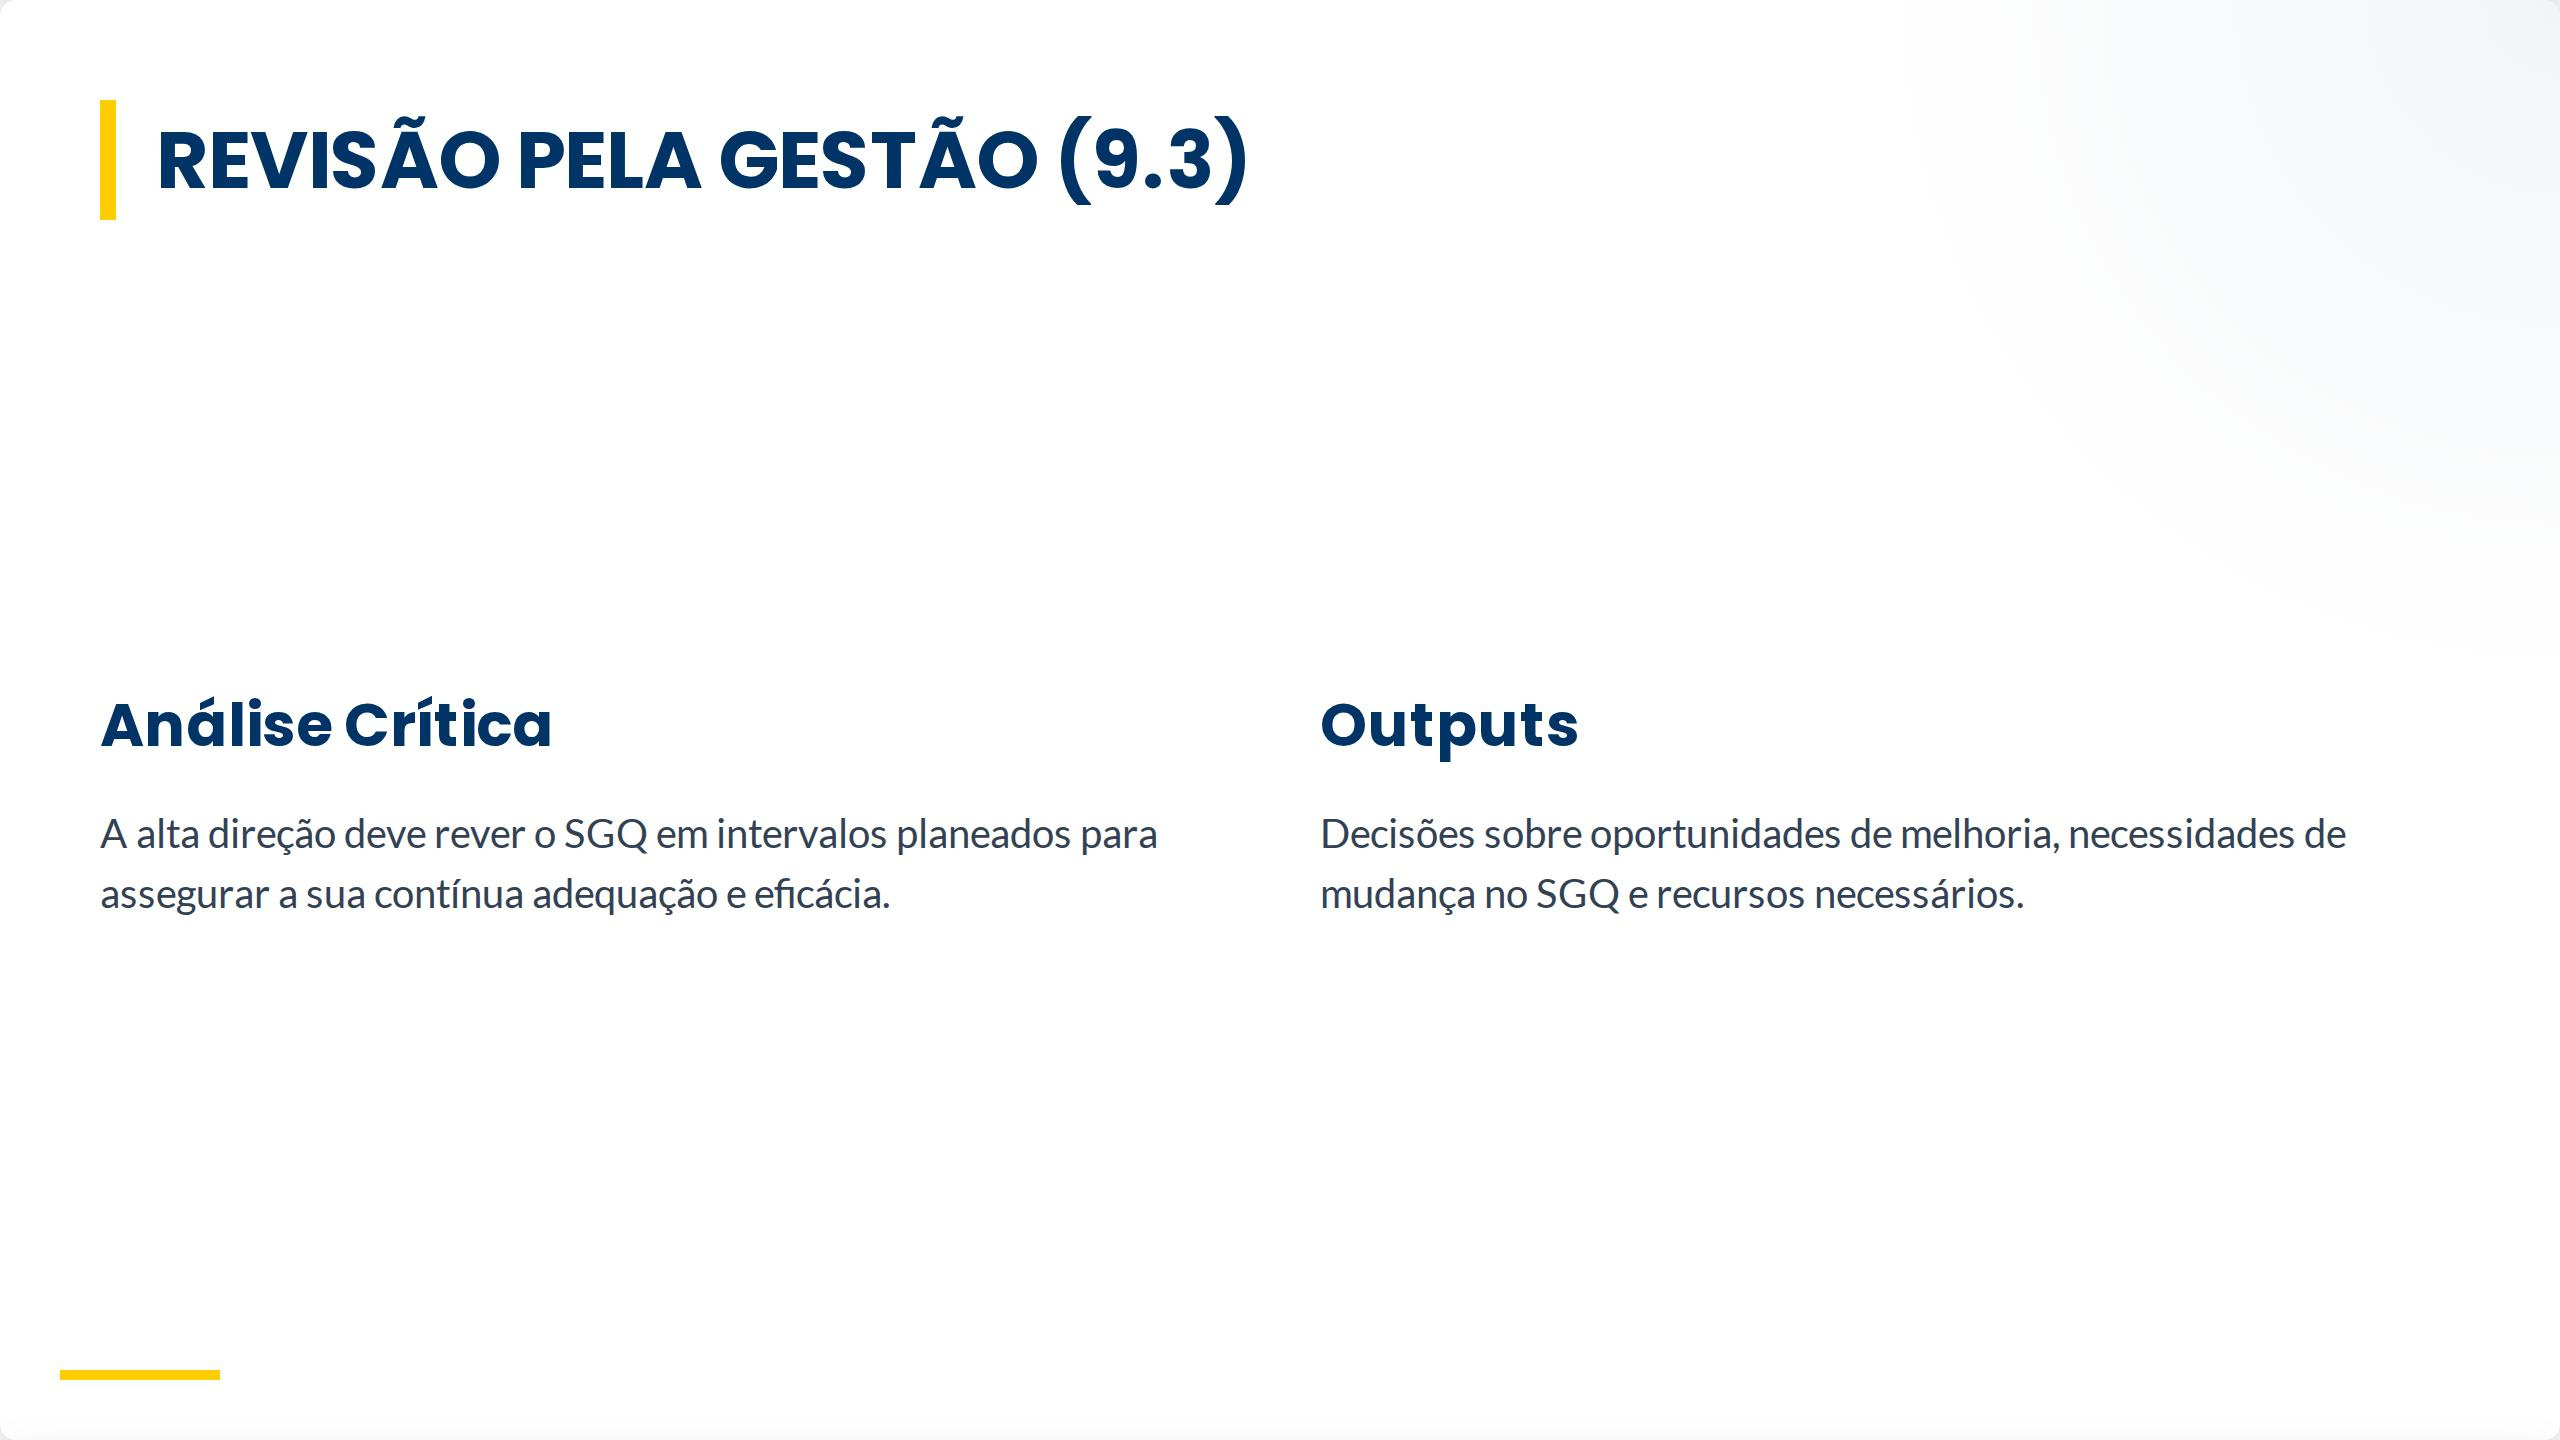 REVISÃO PELA GESTÃO (9.3)
Análise Crítica
A alta direção deve rever o SGQ em intervalos planeados para
assegurar a sua contínua adequação e eficácia.
Outputs
Decisões sobre oportunidades de melhoria, necessidades de
mudança no SGQ e recursos necessários.